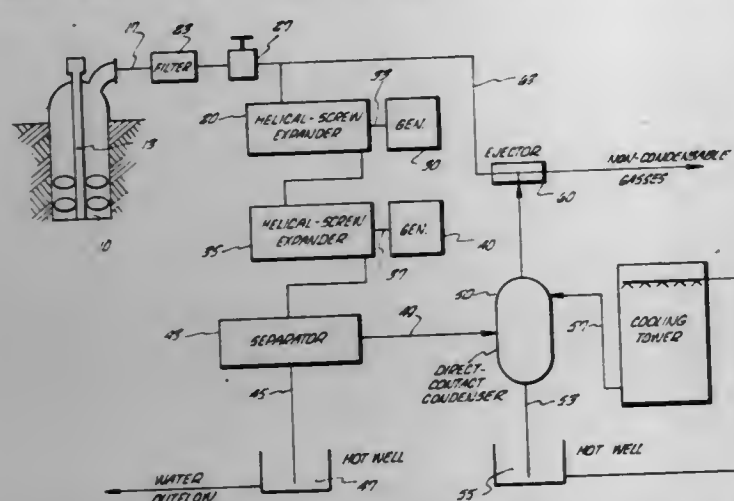 17
23
FILTER
27
13
10
20
HELICAL-SCREW
EXPANDER
33
GEN.
30
63
EJECTOR
60
NON-CONDENSABLE
GASSES
35
HELICAL-SCREW
EXPANDER
37
GEN.
40
43
SEPARATOR
49
50
57
COOLING
TOWER
DIRECT-
CONTACT
CONDENSER
45
53
HOT WELL
47
HOT WELL
55
WATER
OUTFLOW